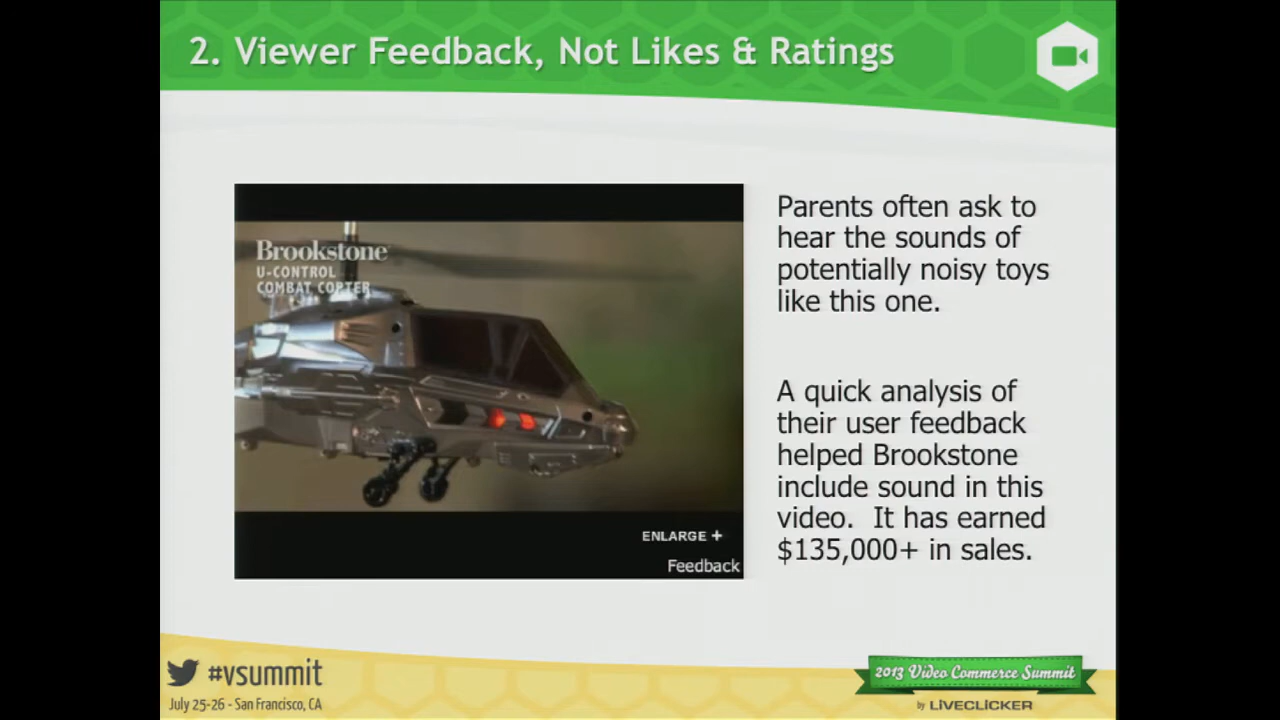 2. Viewer Feedback, Not Likes & Ratings
Brookstone
U-CONTROL
COMBAT COPTER
ENLARGE +
Feedback
Parents often ask to
hear the sounds of
potentially noisy toys
like this one.
A quick analysis of
their user feedback
helped Brookstone
include sound in this
video.  It has earned
$135,000+ in sales.
#vsummit
July 25-26 - San Francisco, CA
2013 Video Commerce Summit
by LIVECLICKER